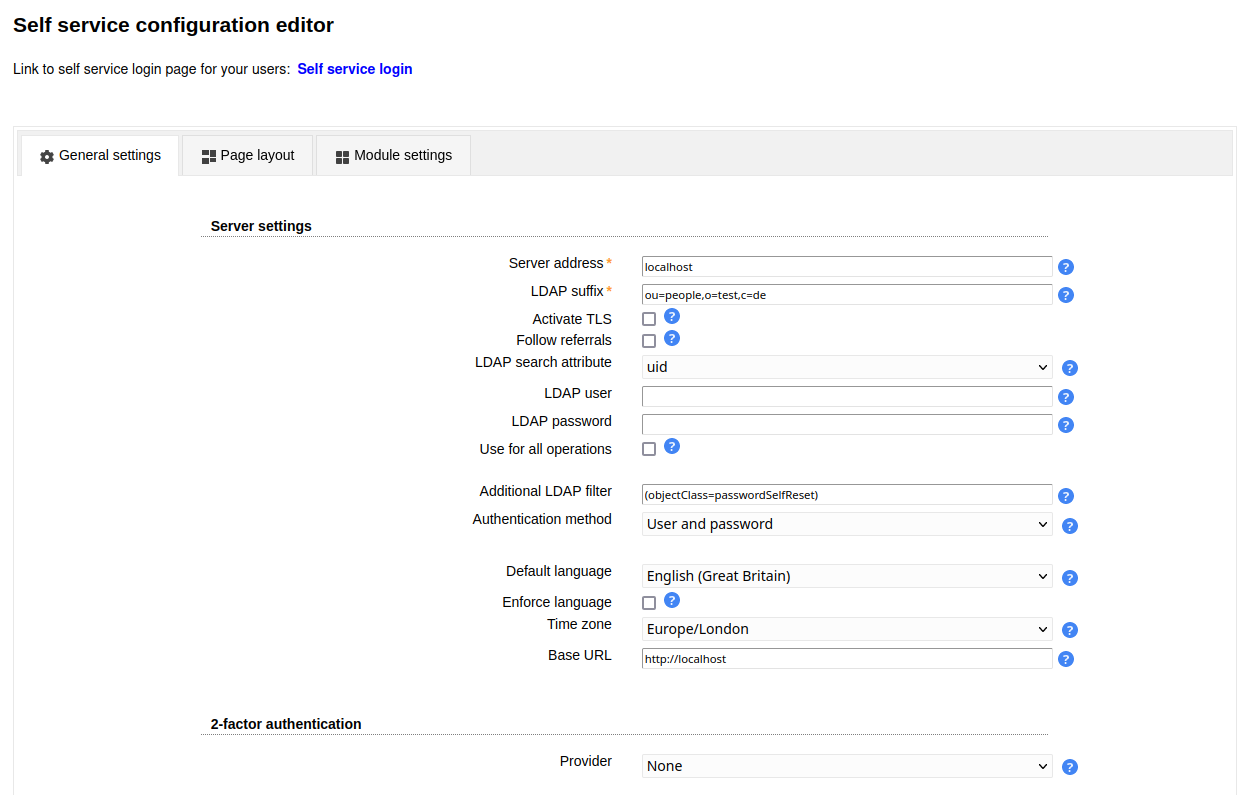 Self service configuration editor
Link to self service login page for your users: Self service login
General settings Page layout Module settings
Server settings
Server address* localhost ?
LDAP suffix* ou=people,o=test,c=de ?
Activate TLS ?
Follow referrals ?
LDAP search attribute uid ?
LDAP user ?
LDAP password ?
Use for all operations ?
Additional LDAP filter (objectClass=passwordSelfReset) ?
Authentication method User and password ?
Default language English (Great Britain) ?
Enforce language ?
Time zone Europe/London ?
Base URL http://localhost ?
2-factor authentication
Provider None ?